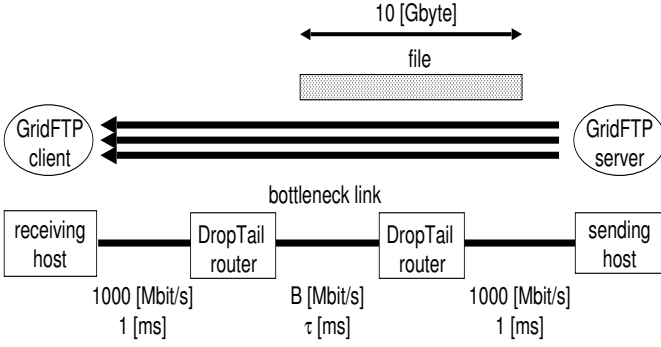 10 [Gbyte]
file
GridFTP
client
GridFTP
server
bottleneck link
receiving
host
DropTail
router
DropTail
router
sending
host
1000 [Mbit/s]
1 [ms]
B [Mbit/s]
τ [ms]
1000 [Mbit/s]
1 [ms]